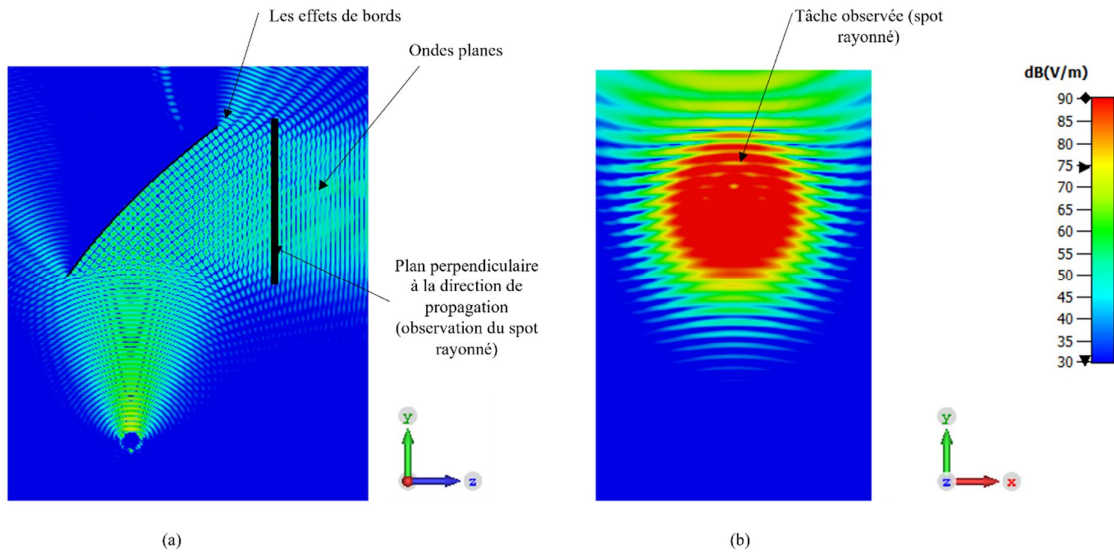 Les effets de bords
Ondes planes
Plan perpendiculaire
à la direction de
propagation
(observation du spot
rayonné)
y
z
(a)
Tâche observée (spot
rayonné)
dB(V/m)
90
85
80
75
70
65
60
55
50
45
40
35
30
y
z
x
(b)